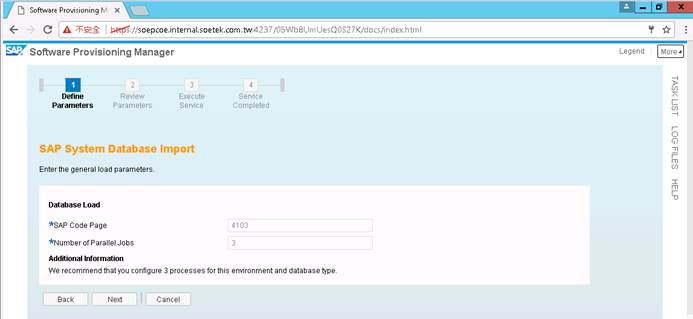 Software Provisioning M
不安全 | https://soepcoe.internal.soetek.com.tw:4237/05Wb8UmUesQ0S27K/docs/index.html
SAP Software Provisioning Manager
Legend
More
1
2
3
4
Define Parameters
Review Parameters
Execute Service
Service Completed
TASK LIST
LOG FILES
HELP
SAP System Database Import
Enter the general load parameters.
Database Load
*SAP Code Page
4103
*Number of Parallel Jobs
3
Additional Information
We recommend that you configure 3 processes for this environment and database type.
Back
Next
Cancel